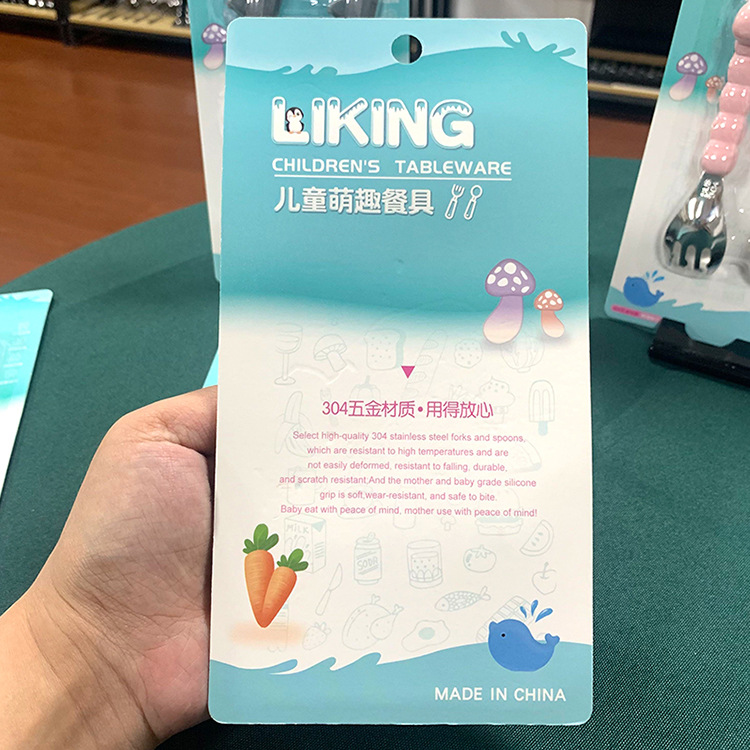 LIKING
CHILDREN'S TABLEWARE
儿童萌趣餐具
304五金材质•用得放心
Select high-quality 304 stainless steel forks and spoons,
which are resistant to high temperatures and are
not easily deformed, resistant to falling, durable,
and scratch resistant;And the mother and baby grade silicone
grip is soft,wear-resistant, and safe to bite.
Baby eat with peace of mind, mother use with peace of mind!
MILK
SODA
MADE IN CHINA